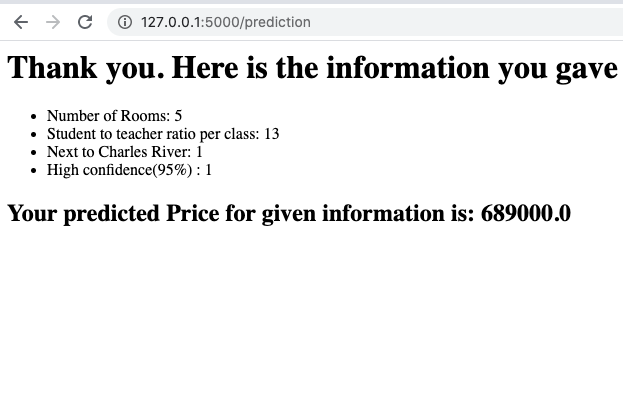 127.0.0.1:5000/prediction
Thank you. Here is the information you gave
• Number of Rooms: 5
• Student to teacher ratio per class: 13
• Next to Charles River: 1
• High confidence(95%) : 1
Your predicted Price for given information is: 689000.0